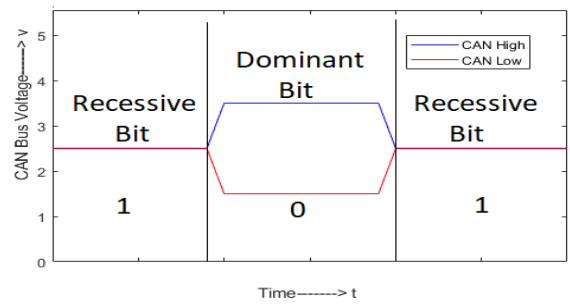 CAN Bus Voltage-----> v
5
4
3
2
1
0
CAN High
CAN Low
Recessive
Bit
Dominant
Bit
Recessive
Bit
1
0
1
Time-------> t